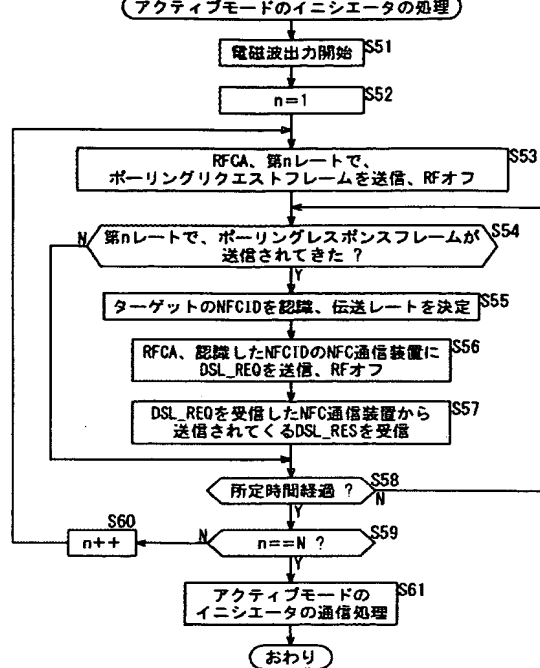 アクティブモードのイニシエータの処理
電磁波出力開始
S51
n=1
S52
RFCA、第nレートで、
ポーリングリクエストフレームを送信、RFオフ
S53
第nレートで、ポーリングレスポンスフレームが
送信されてきた ?
S54
N
Y
ターゲットのNFCIDを認識、伝送レートを決定
S55
RFCA、認識したNFCIDのNFC通信装置に
DSL_REQを送信、RFオフ
S56
DSL_REQを受信したNFC通信装置から
送信されてくるDSL_RESを受信
S57
所定時間経過 ?
S58
N
Y
n==N ?
S59
N
Y
S60
n++
アクティブモードの
イニシエータの通信処理
S61
おわり